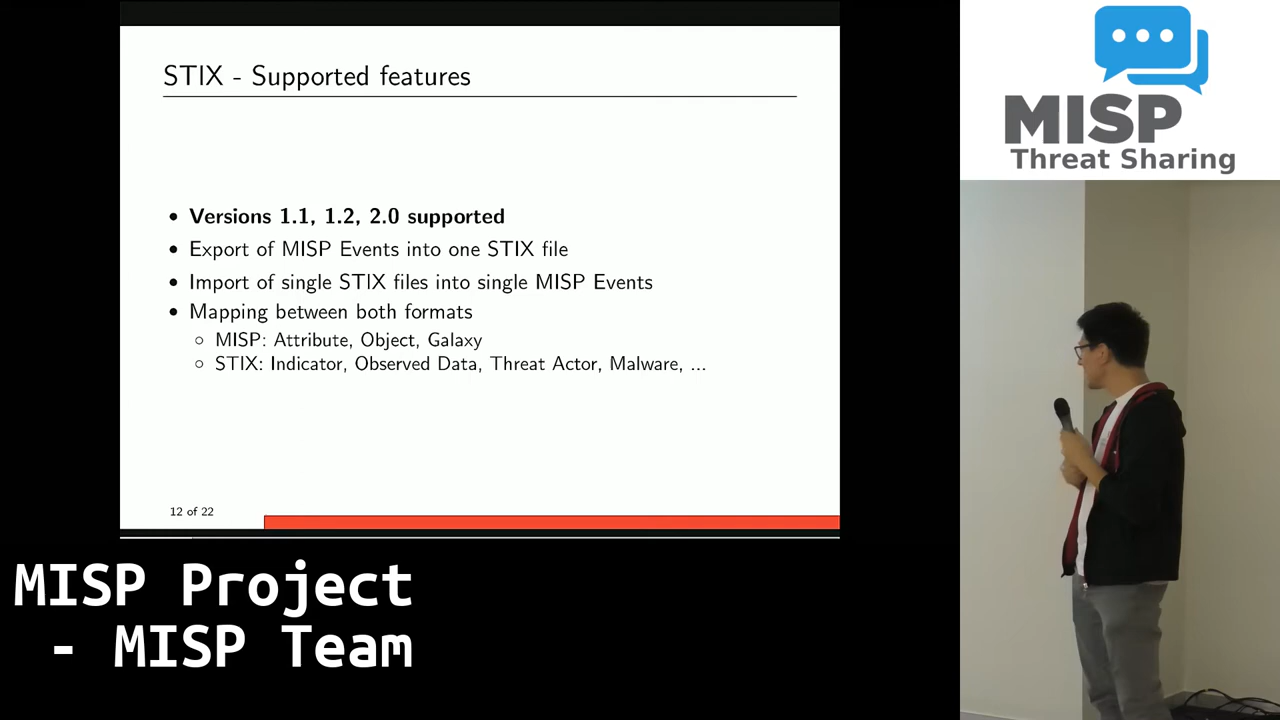 STIX - Supported features
• Versions 1.1, 1.2, 2.0 supported
• Export of MISP Events into one STIX file
• Import of single STIX files into single MISP Events
• Mapping between both formats
◦ MISP: Attribute, Object, Galaxy
◦ STIX: Indicator, Observed Data, Threat Actor, Malware, ...
12 of 22
MISP Project
- MISP Team
MISP
Threat Sharing